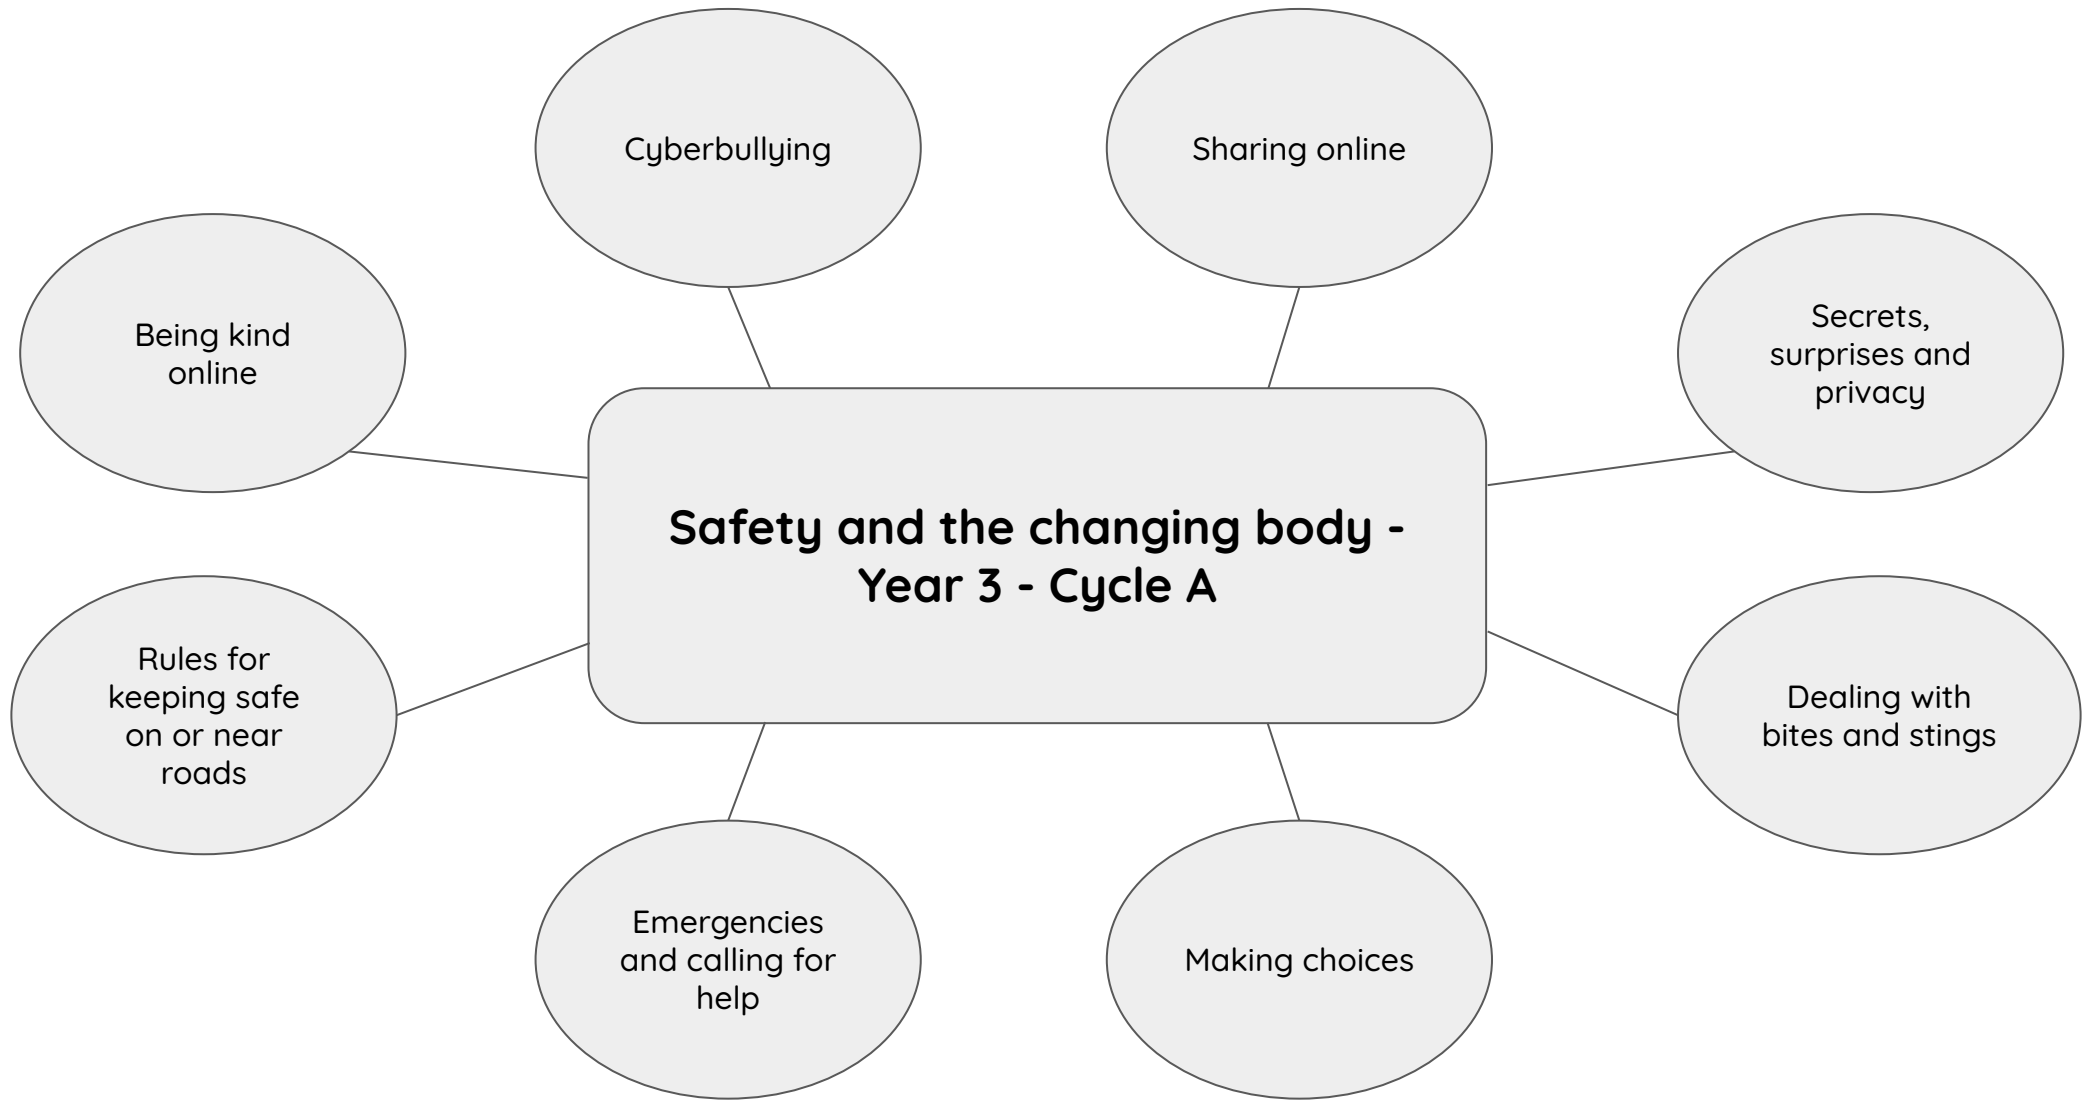 Cyberbullying
Sharing online
Being kind
online
Secrets,
surprises and
privacy
Safety and the changing body -
Year 3 - Cycle A
Rules for
keeping safe
on or near
roads
Dealing with
bites and stings
Emergencies
and calling for
help
Making choices